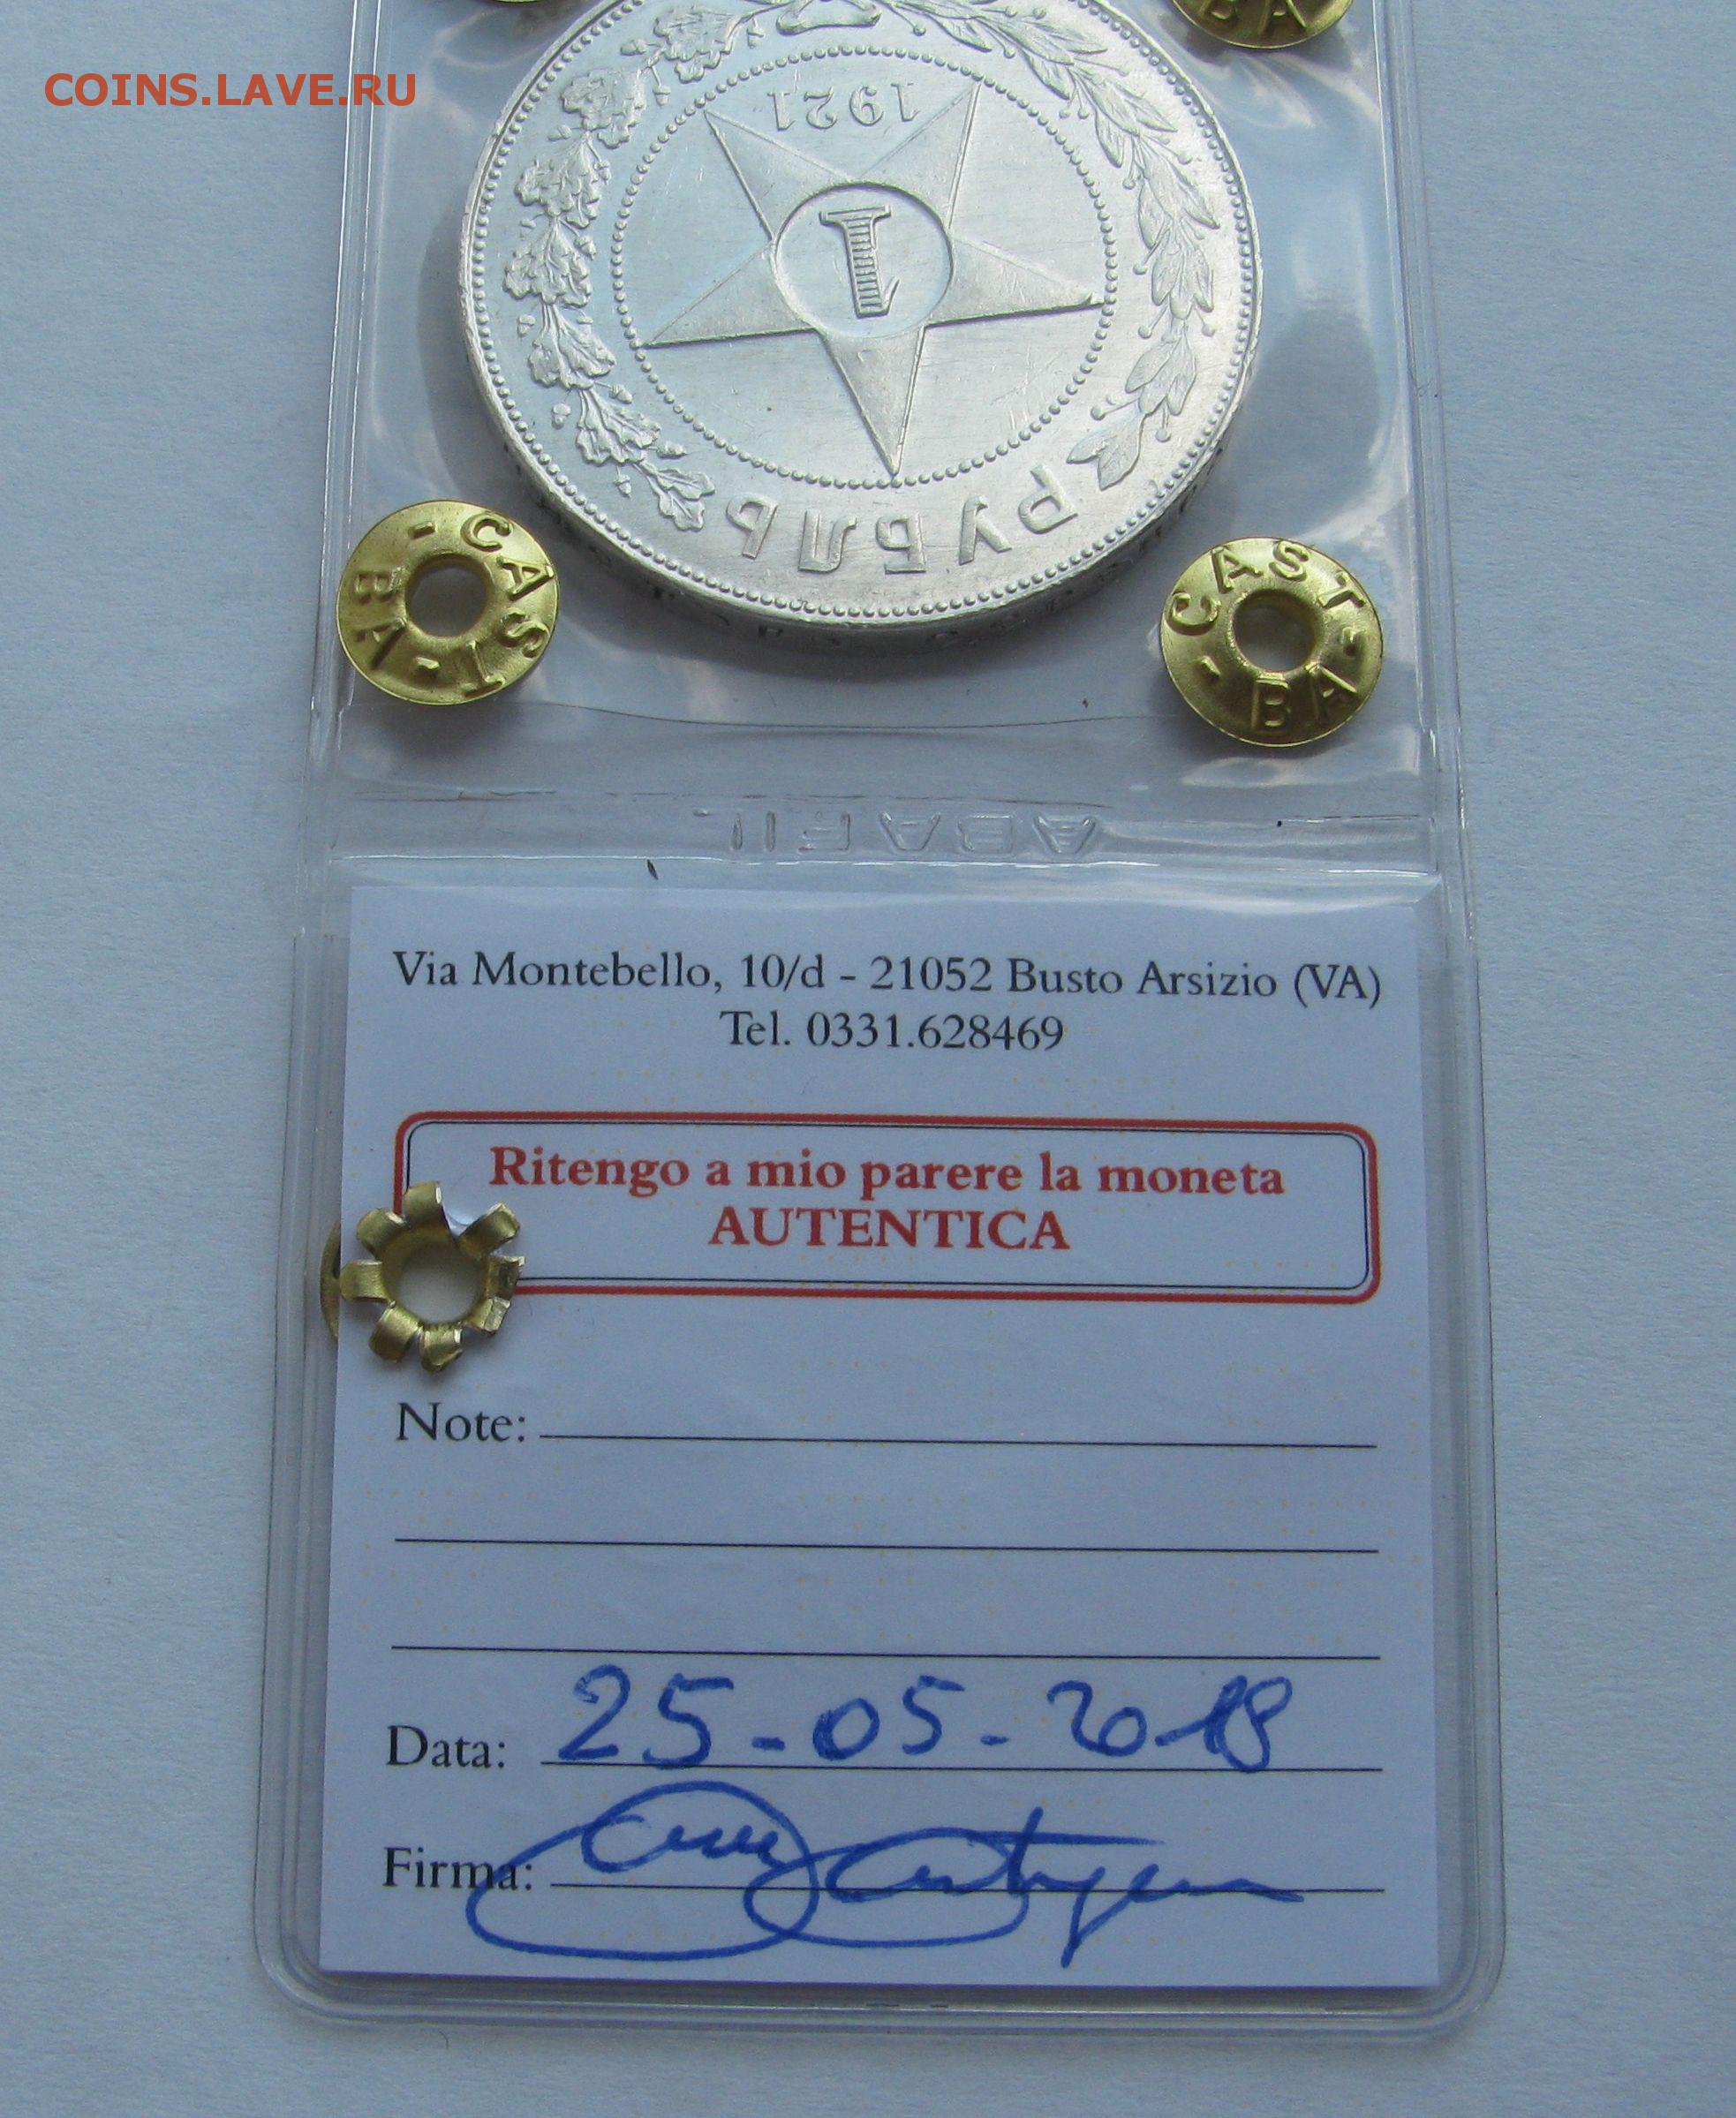 COINS.LAVE.RU
BA
1921
1
РУБЛЬ
- CAST - BA
CAST - BA -
ABAFIL
Via Montebello, 10/d - 21052 Busto Arsizio (VA)
Tel. 0331.628469
Ritengo a mio parere la moneta
AUTENTICA
Note:
Data: 25-05-2018
Firma: